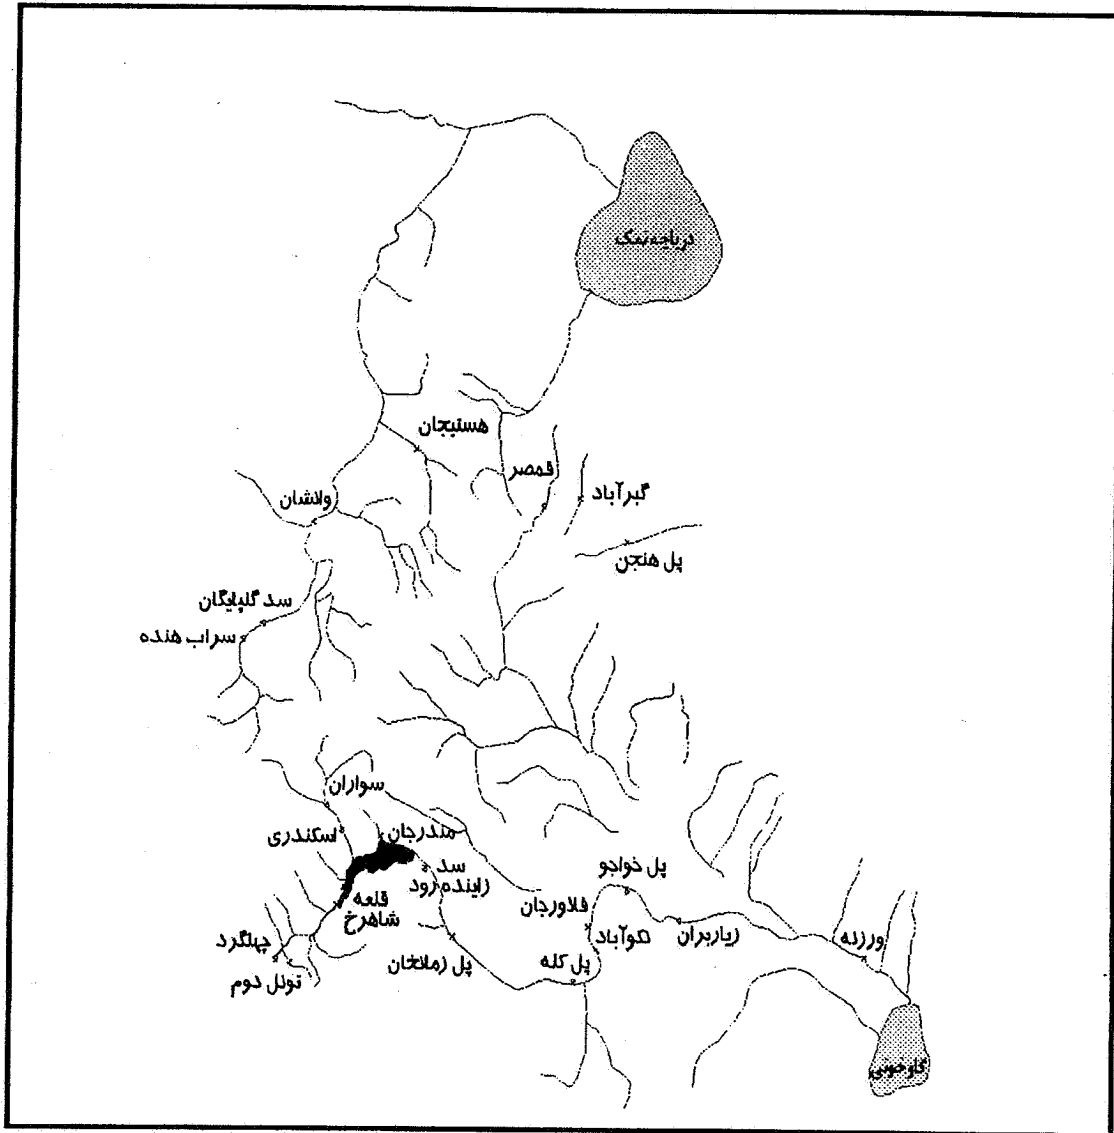 دریاچه نمک
هستیجان
قمصر
گبرآباد
ولاشان
پل هنجن
سد گلپایگان
سراب هنده
سواران
مندرجان
اسکندری
سد
زاینده رود
پل خواجو
قلعه
شاهرخ
فلاورجان
نکوآباد
زیاربران
ورزنه
چهلگرد
تونل دوم
پل زمانخان
پل کله
گاوخونی